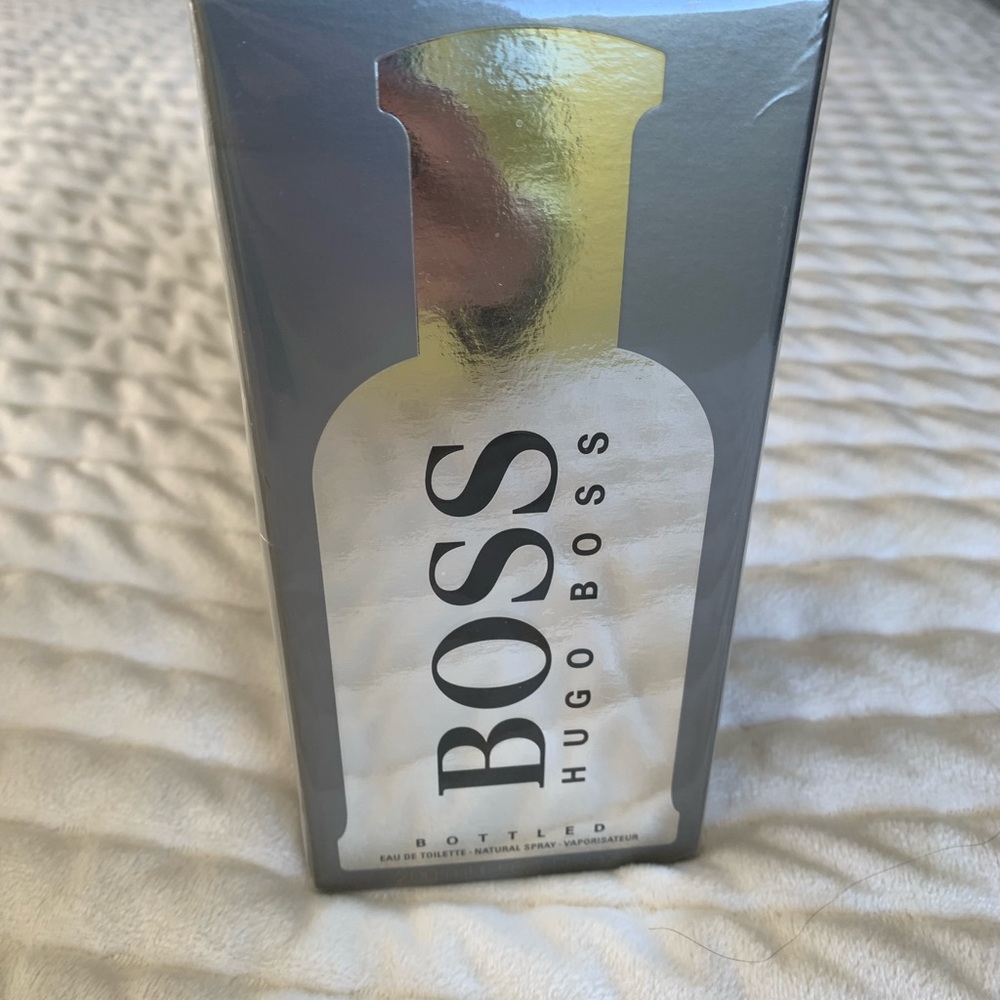 BOSS
HUGO BOSS
BOTTLED
EAU DE TOILETTE - NATURAL SPRAY - VAPORISATEUR